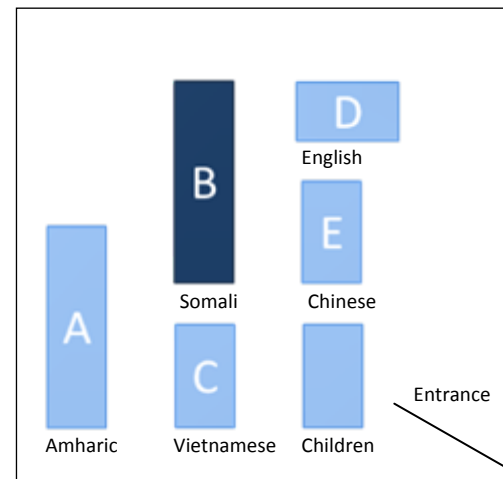 D
English
B
E
Somali
Chinese
A
C
Entrance
Amharic
Vietnamese
Children